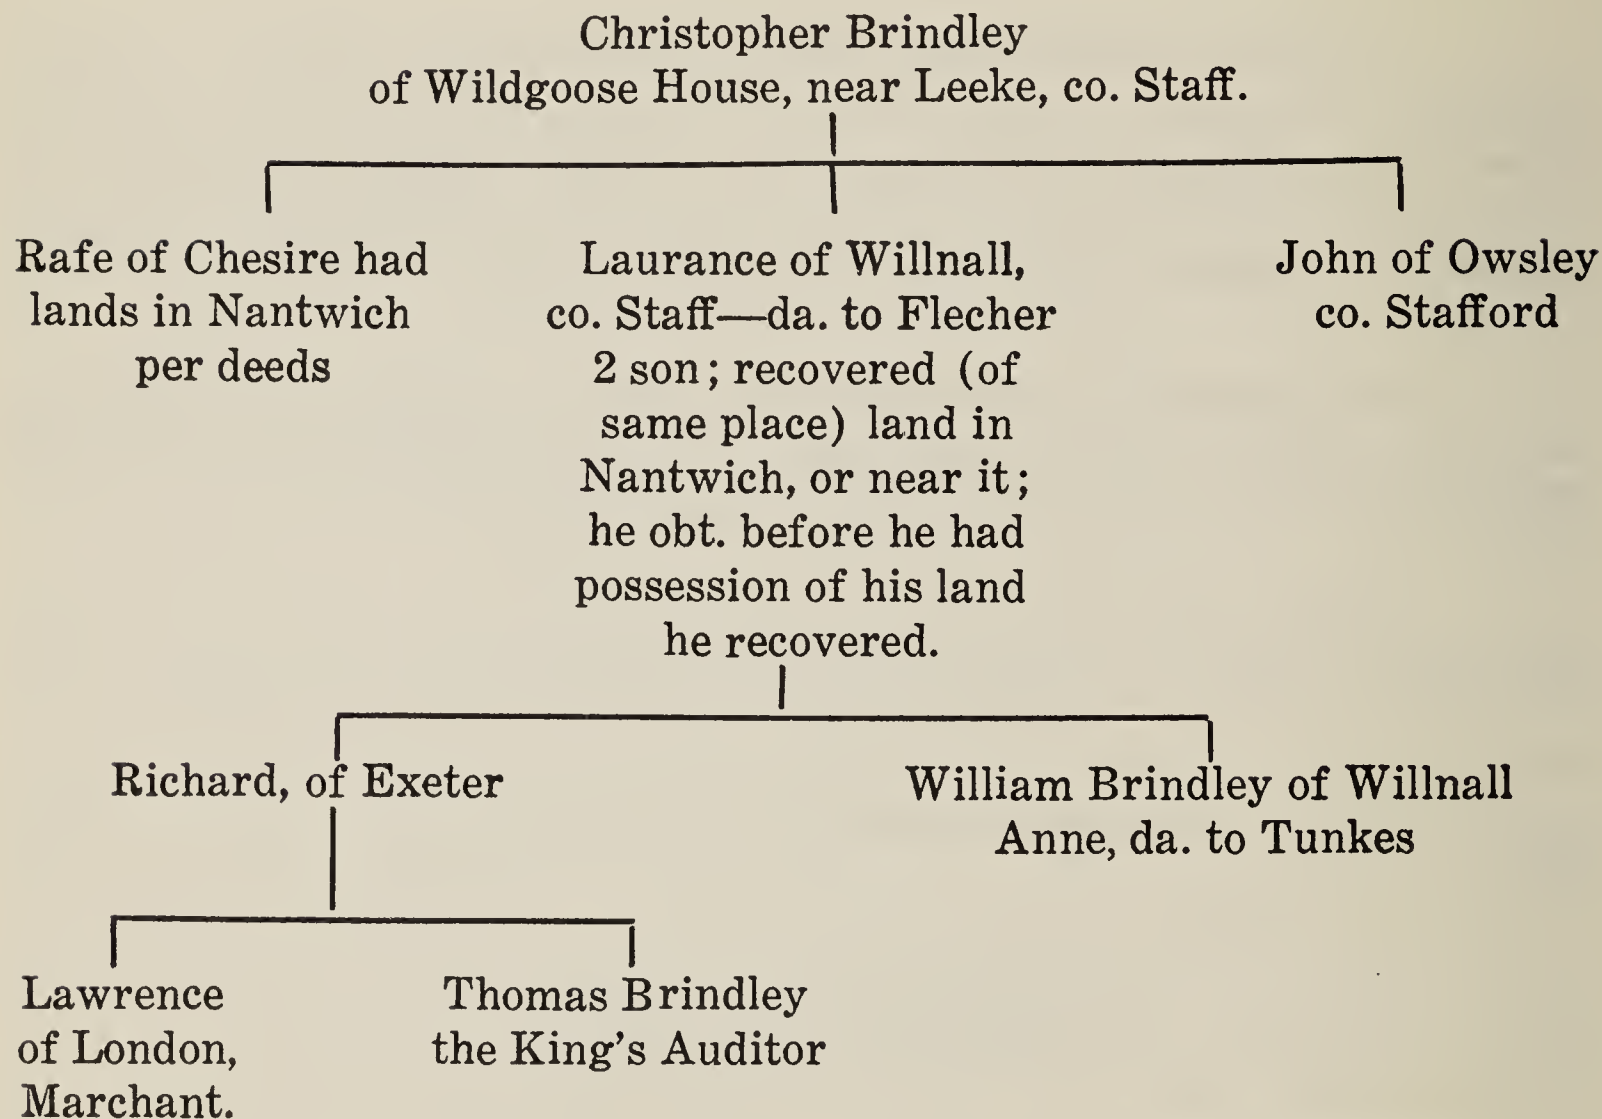 Christopher Brindley
of Wildgoose House, near Leeke, co. Staff.
Rafe of Chesire had
lands in Nantwich
per deeds
Laurance of Willnall,
co. Staff—da. to Flecher
2 son; recovered (of
same place) land in
Nantwich, or near it;
he obt. before he had
possession of his land
he recovered.
John of Owsley
co. Stafford
Richard, of Exeter
William Brindley of Willnall
Anne, da. to Tunkes
Lawrence
of London,
Marchant.
Thomas Brindley
the King's Auditor